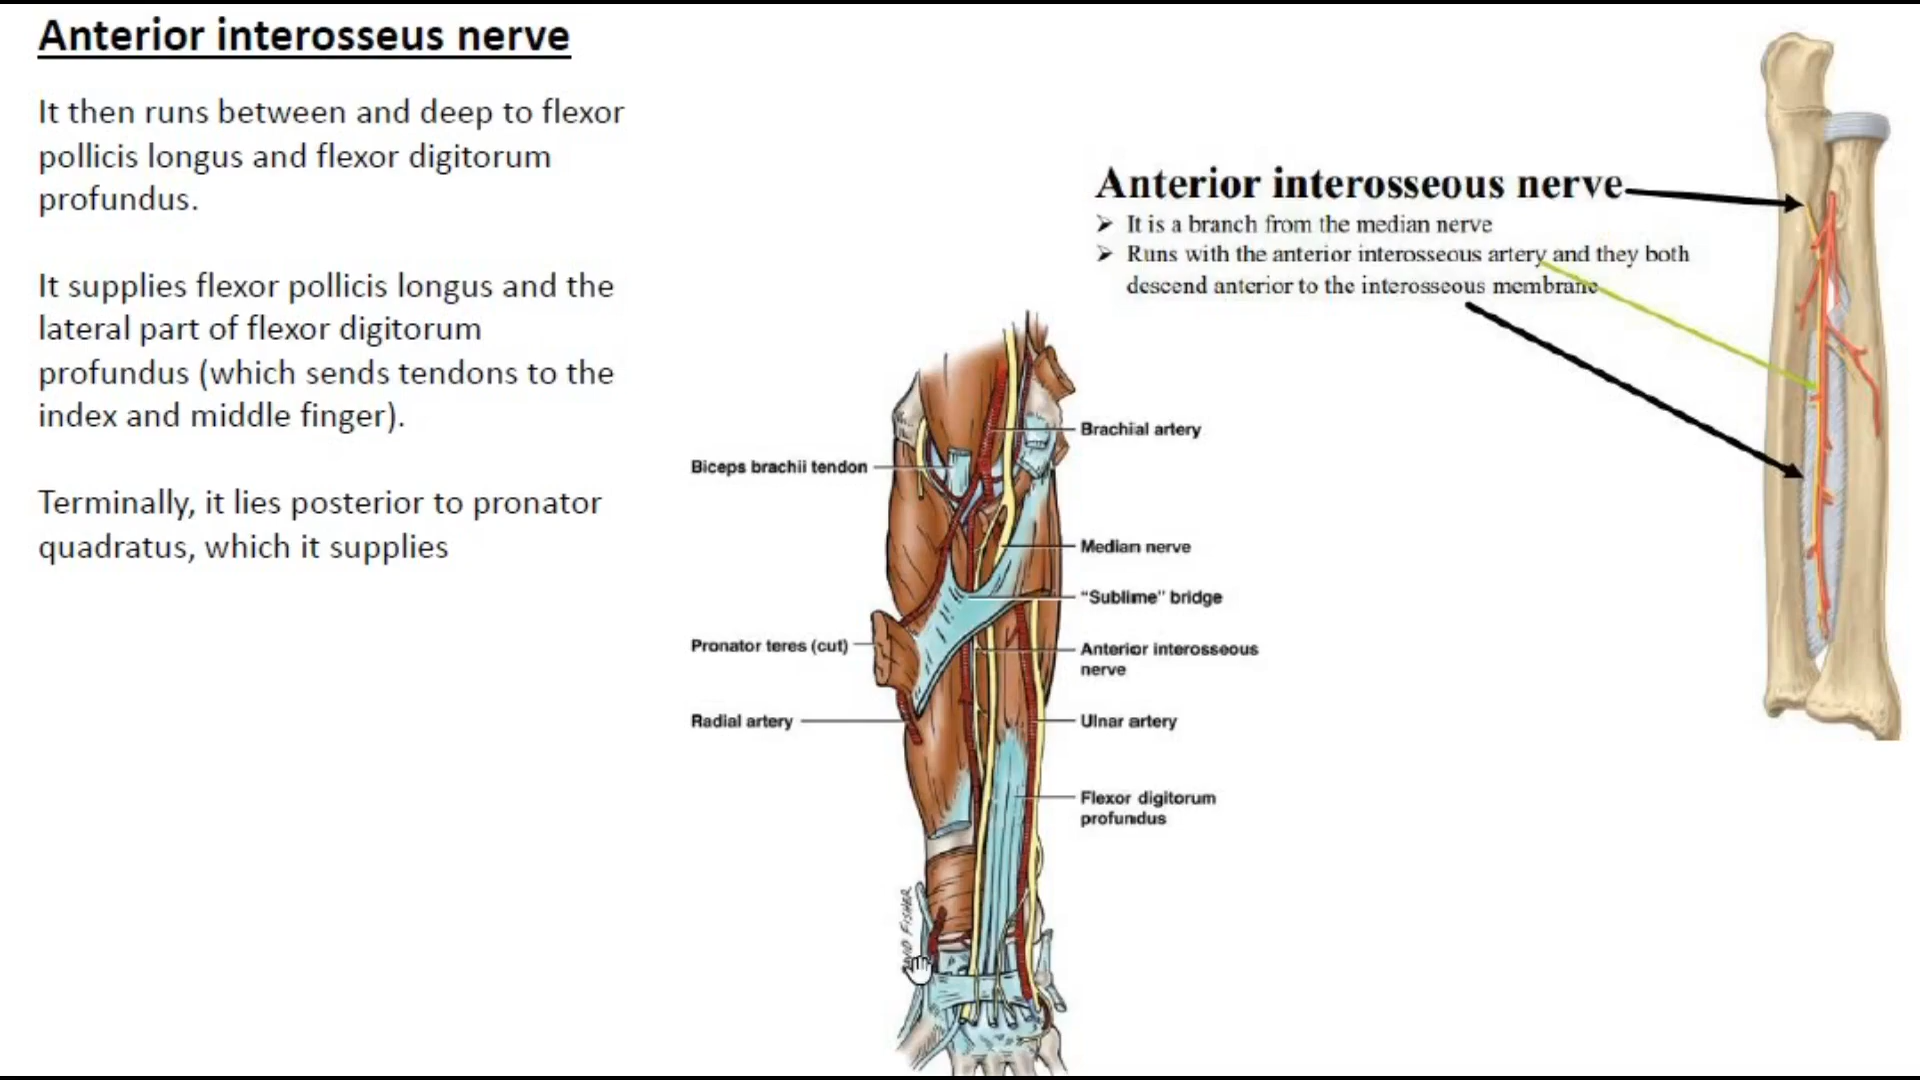 Anterior interosseus nerve
It then runs between and deep to flexor
pollicis longus and flexor digitorum
profundus.
It supplies flexor pollicis longus and the
lateral part of flexor digitorum
profundus (which sends tendons to the
index and middle finger).
Terminally, it lies posterior to pronator
quadratus, which it supplies
Anterior interosseous nerve
➢ It is a branch from the median nerve
➢ Runs with the anterior interosseous artery and they both
descend anterior to the interosseous membrane
Brachial artery
Biceps brachii tendon
Median nerve
“Sublime” bridge
Pronator teres (cut)
Anterior interosseous
nerve
Radial artery
Ulnar artery
Flexor digitorum
profundus
FISHER